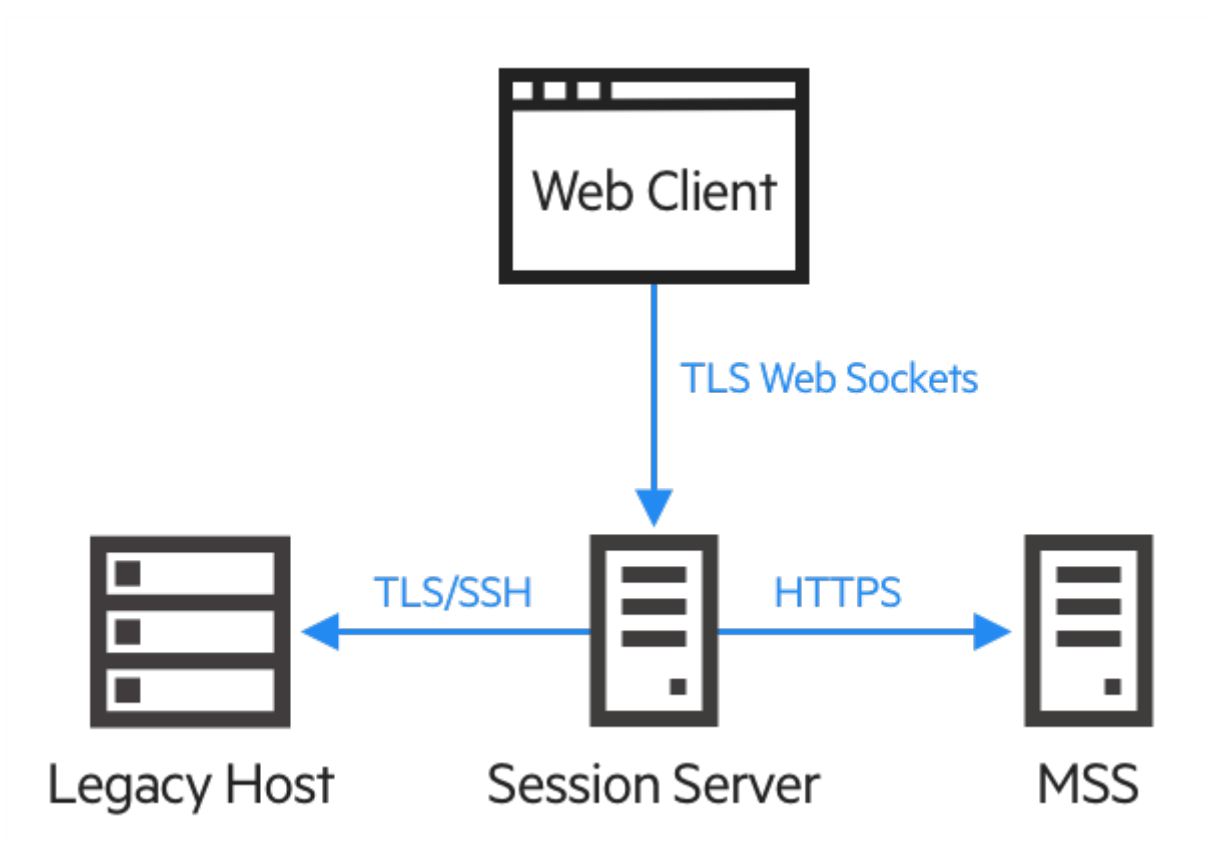 Web Client
TLS Web Sockets
TLS/SSH
HTTPS
Legacy Host
Session Server
MSS